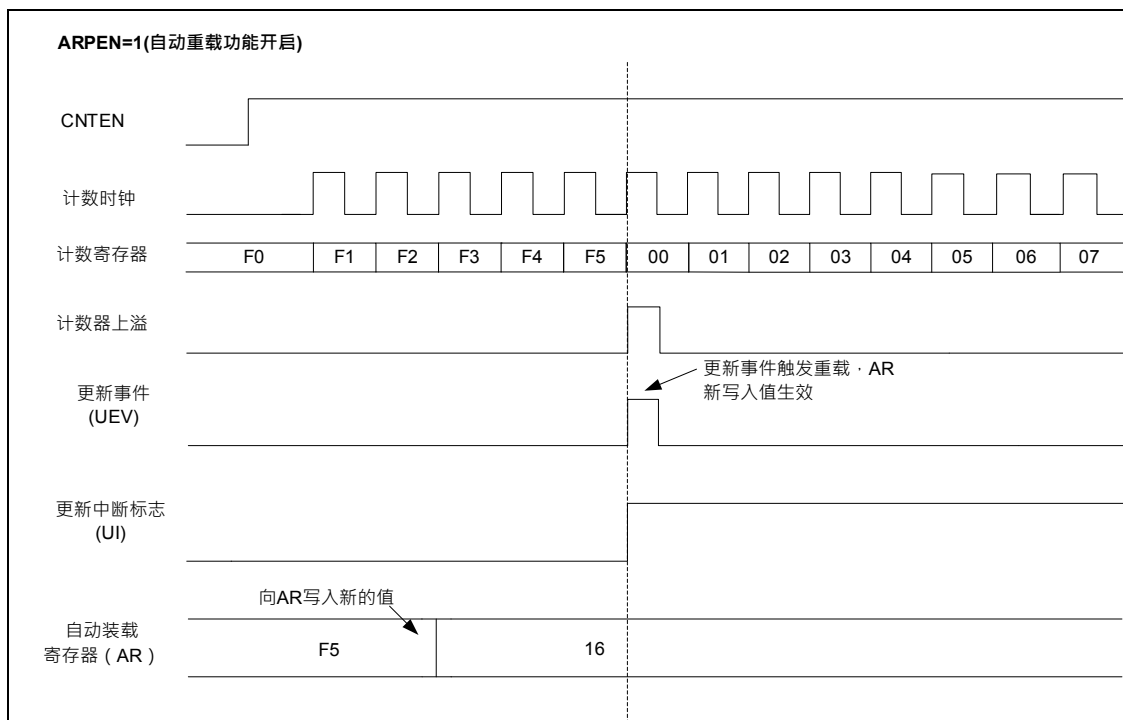 ARPEN=1(自动重载功能开启)
CNTEN
计数时钟
计数寄存器
F0 F1 F2 F3 F4 F5 00 01 02 03 04 05 06 07
计数器上溢
更新事件触发重载 · AR
新写入值生效
更新事件
(UEV)
更新中断标志
(UI)
向AR写入新的值
自动装载
寄存器（AR）
F5 16